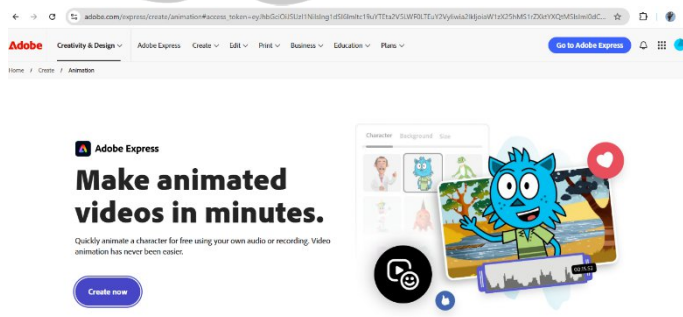 adobe.com/express/create/animation#access_token=
Adobe Creativity & Design Adobe Express Create Edit Print Business Education Plans Go to Adobe Express
Home / Create / Animation
Character Background Size
Adobe Express
Make animated
videos in minutes.
Quickly animate a character for free using your own audio or recording. Video
animation has never been easier.
Create now